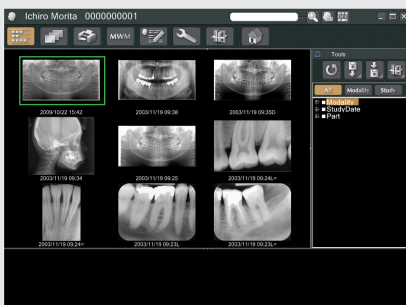 Ichiro Morita 0000000001
MWM
Tools
All Modality Study
Modality
StudyDate
Part
2009/10/22 15:42
2003/11/19 09:38
2003/11/19 09:35D
2003/11/19 09:34
2003/11/19 09:25
2003/11/19 09:24L=
2003/11/19 09:24=
2003/11/19 09:23L
2003/11/19 09:23L=